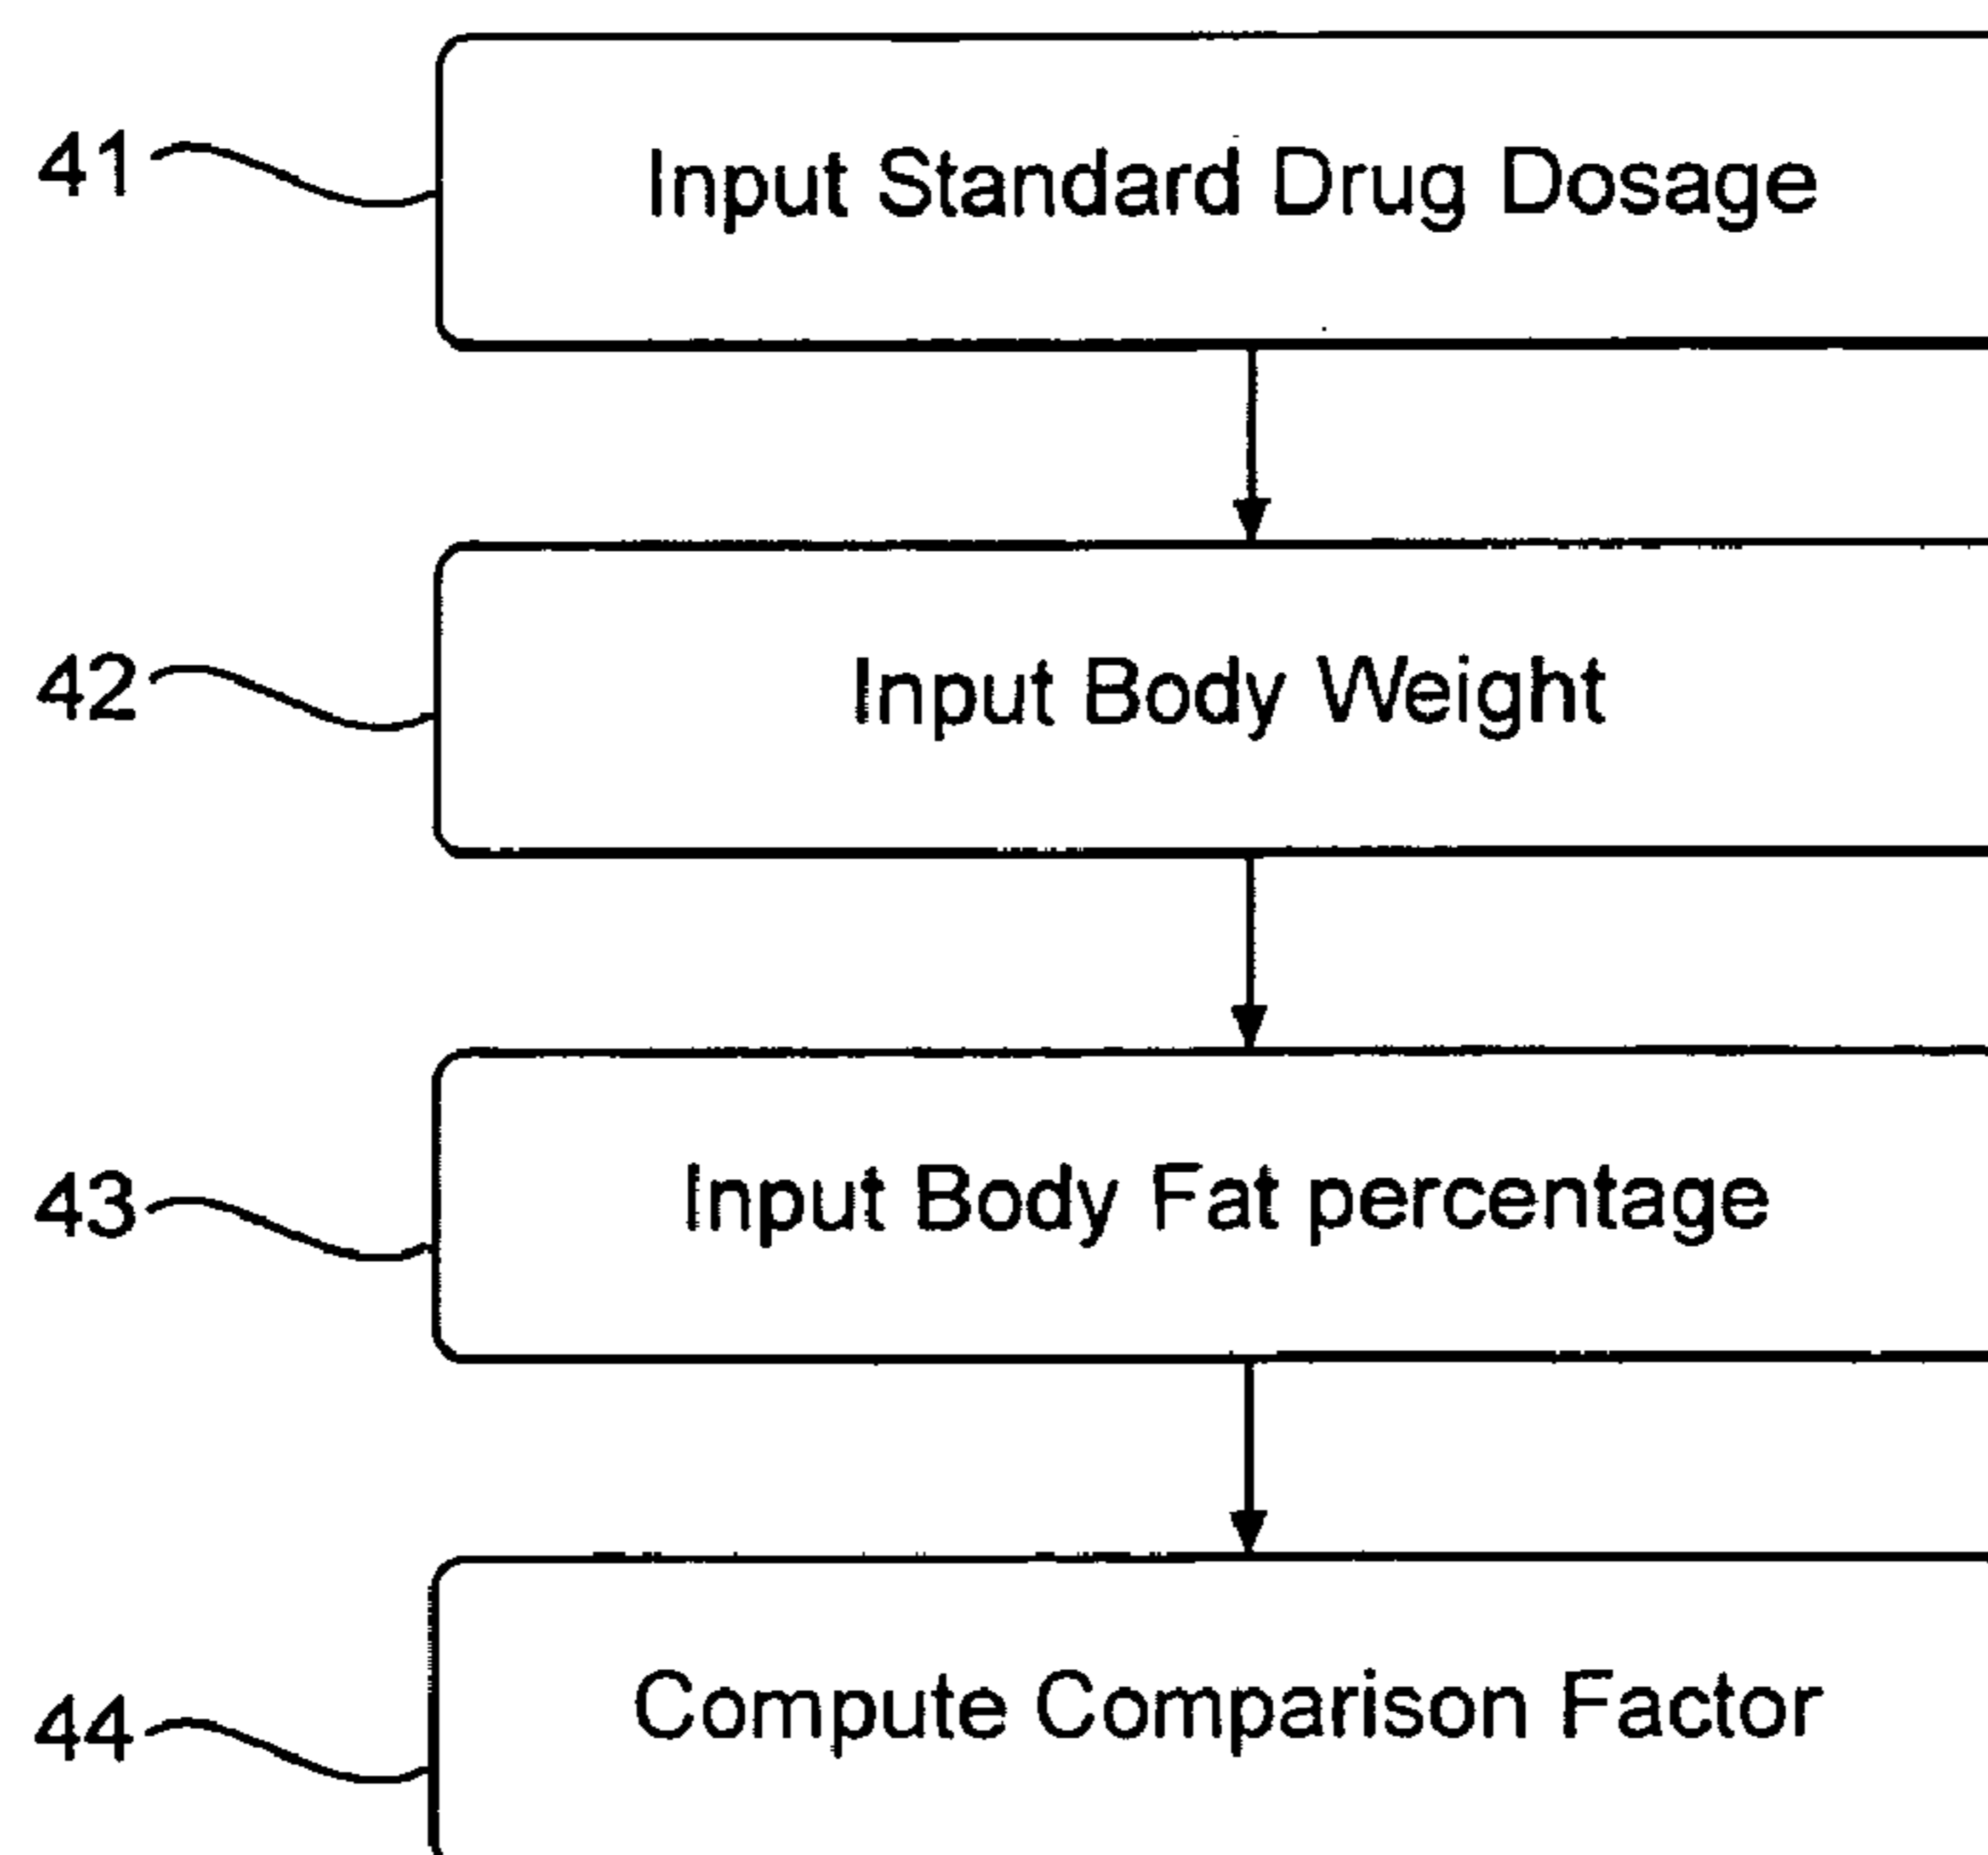 41 Input Standard Drug Dosage
42 Input Body Weight
43 Input Body Fat percentage
44 Compute Comparison Factor